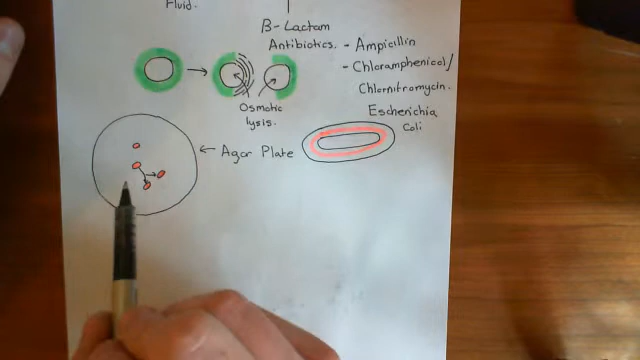 Fluid.
β-Lactam
Antibiotics. - Ampicillin
- Chloramphenicol/
Chlornitromycin.
Osmotic
lysis.
Escherichia
Coli
← Agar Plate